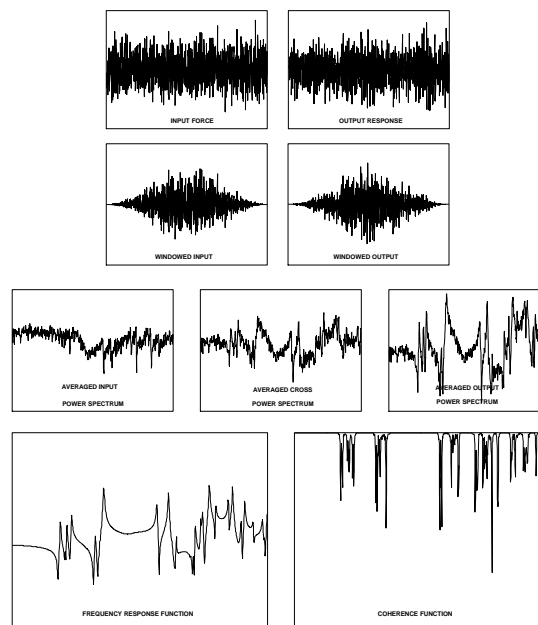 INPUT FORCE
OUTPUT RESPONSE
WINDOWED INPUT
WINDOWED OUTPUT
AVERAGED INPUT
POWER SPECTRUM
AVERAGED CROSS
POWER SPECTRUM
AVERAGED OUTPUT
POWER SPECTRUM
FREQUENCY RESPONSE FUNCTION
COHERENCE FUNCTION